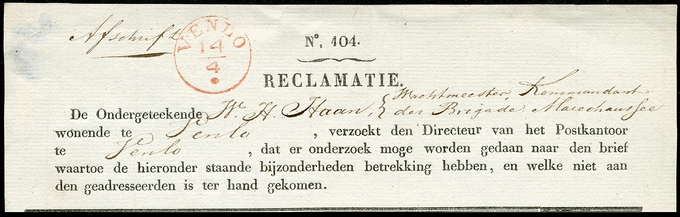 Afschrift
VENLO
14
4
N°. 104.
RECLAMATIE.
De Ondergeteekende W. H. Haan, { Wachtmeester, Kommandant
der Brigade Marechaussee
wonende te Venlo , verzoekt den Directeur van het Postkantoor
te Venlo , dat er onderzoek moge worden gedaan naar den brief
waartoe de hieronder staande bijzonderheden betrekking hebben, en welke niet aan
den geadresseerden is ter hand gekomen.